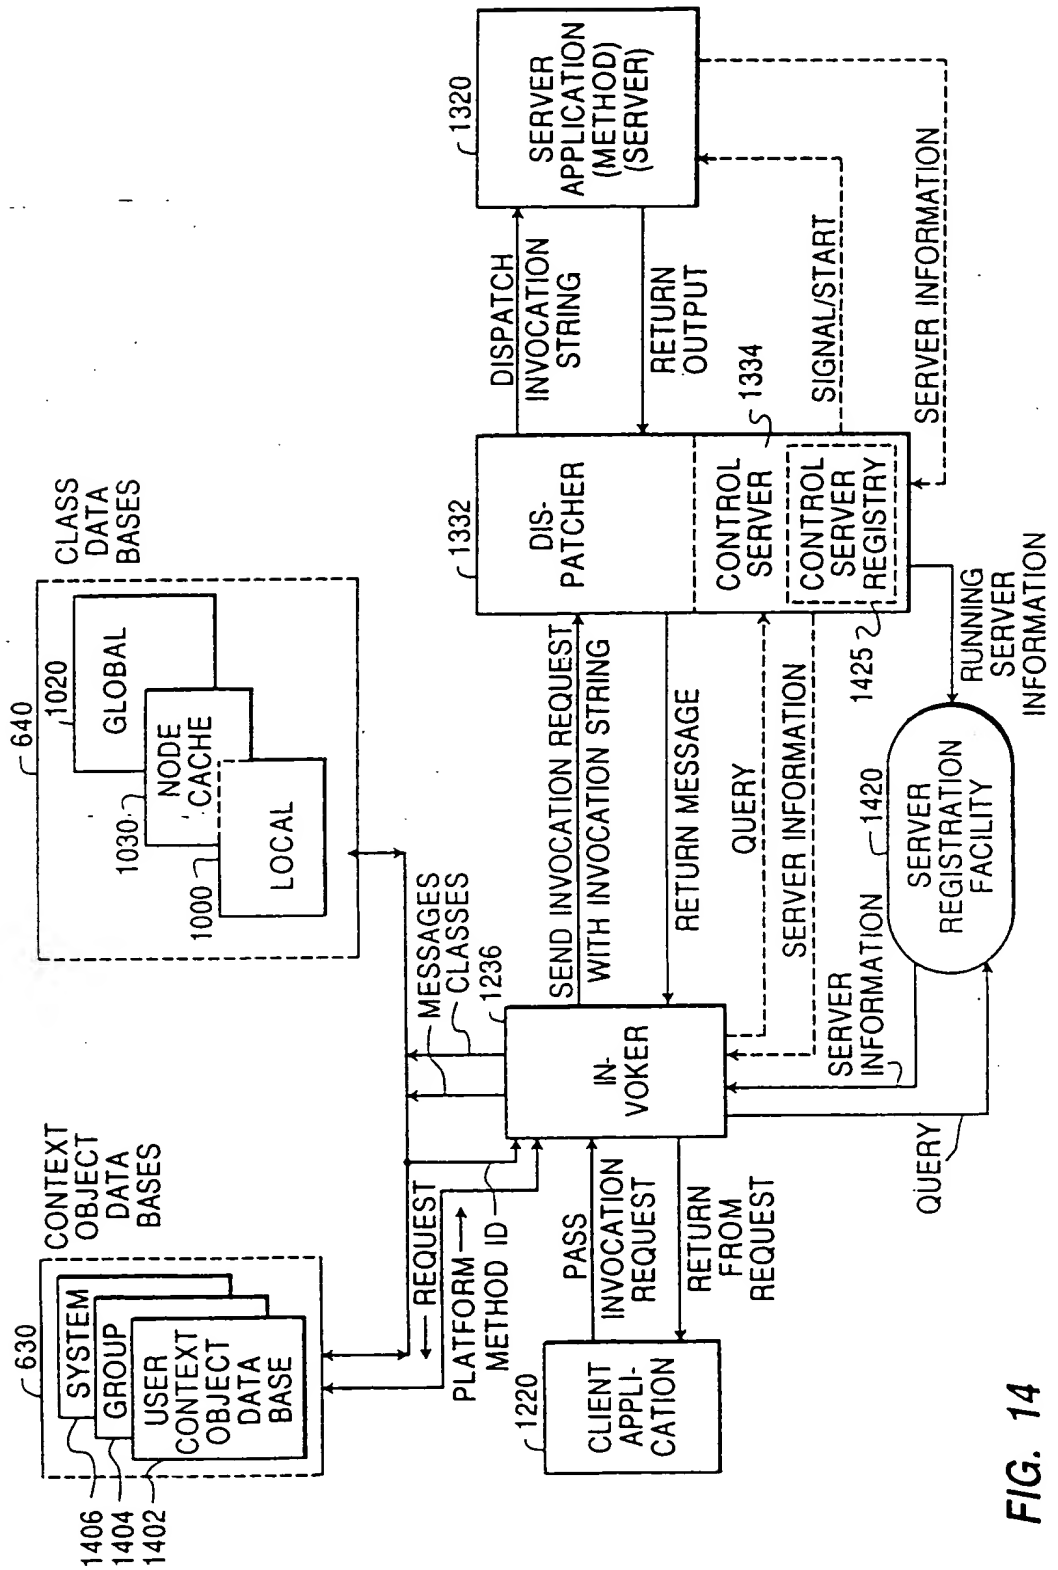 630
CONTEXT
OBJECT
DATA
BASES
1406
1404
1402
SYSTEM
GROUP
USER
CONTEXT
OBJECT
DATA
BASE
640
CLASS
DATA
BASES
1020
GLOBAL
1030
NODE
CACHE
1000
LOCAL
MESSAGES
CLASSES
REQUEST
PLATFORM
METHOD ID
1236
IN-
VOKER
1220
CLIENT
APPLI-
CATION
PASS
INVOCATION
REQUEST
RETURN
FROM
REQUEST
SEND INVOCATION REQUEST
WITH INVOCATION STRING
RETURN MESSAGE
QUERY
SERVER INFORMATION
1332
DIS-
PATCHER
CONTROL
SERVER
1334
CONTROL
SERVER
REGISTRY
1425
DISPATCH
INVOCATION
STRING
RETURN
OUTPUT
1320
SERVER
APPLICATION
(METHOD)
(SERVER)
SIGNAL/START
SERVER INFORMATION
SERVER
INFORMATION
QUERY
1420
SERVER
REGISTRATION
FACILITY
RUNNING
SERVER
INFORMATION
FIG. 14